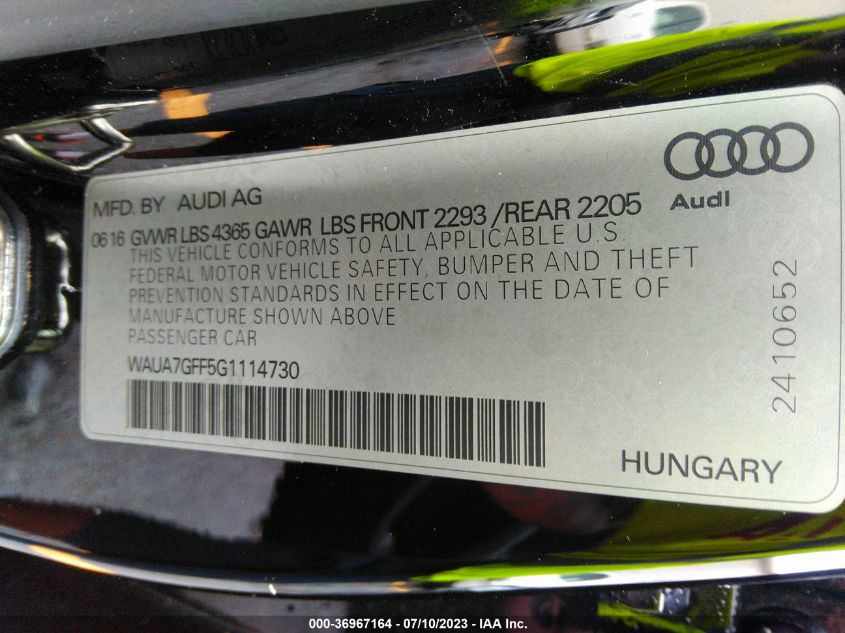 Audi
MFD. BY AUDI AG
0616 GVWR LBS 4365 GAWR LBS FRONT 2293 /REAR 2205
THIS VEHICLE CONFORMS TO ALL APPLICABLE U.S.
FEDERAL MOTOR VEHICLE SAFETY, BUMPER AND THEFT
PREVENTION STANDARDS IN EFFECT ON THE DATE OF
MANUFACTURE SHOWN ABOVE
PASSENGER CAR
WAUA7GFF5G1114730
2410652
HUNGARY
000-36967164 - 07/10/2023 - IAA Inc.